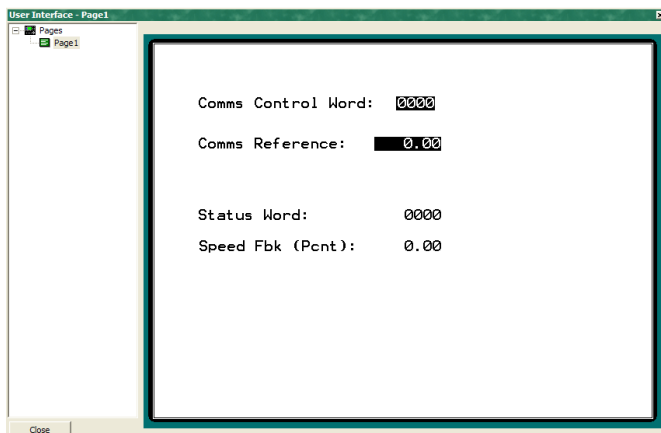 User Interface - Page1
Pages
Page1
Comms Control Word: 0000
Comms Reference: 0.00
Status Word: 0000
Speed Fbk (Pcnt): 0.00
Close